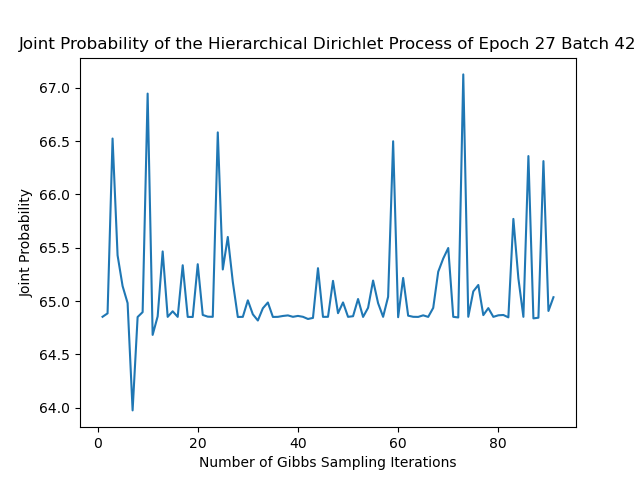 Joint Probability of the Hierarchical Dirichlet Process of Epoch 27 Batch 42
67.0
66.5
66.0
65.5
65.0
64.5
64.0
Joint Probability
0 20 40 60 80
Number of Gibbs Sampling Iterations